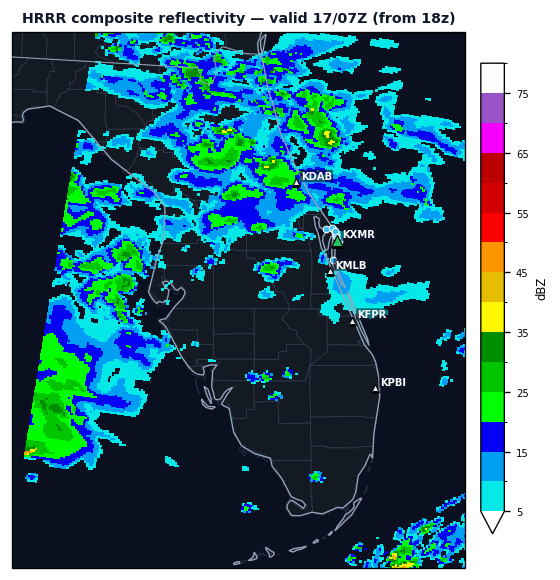 HRRR composite reflectivity — valid 17/07Z (from 18z)
KDAB
KXMR
KMLB
KFPR
KPBI
75
65
55
45
35
25
15
5
dBZ